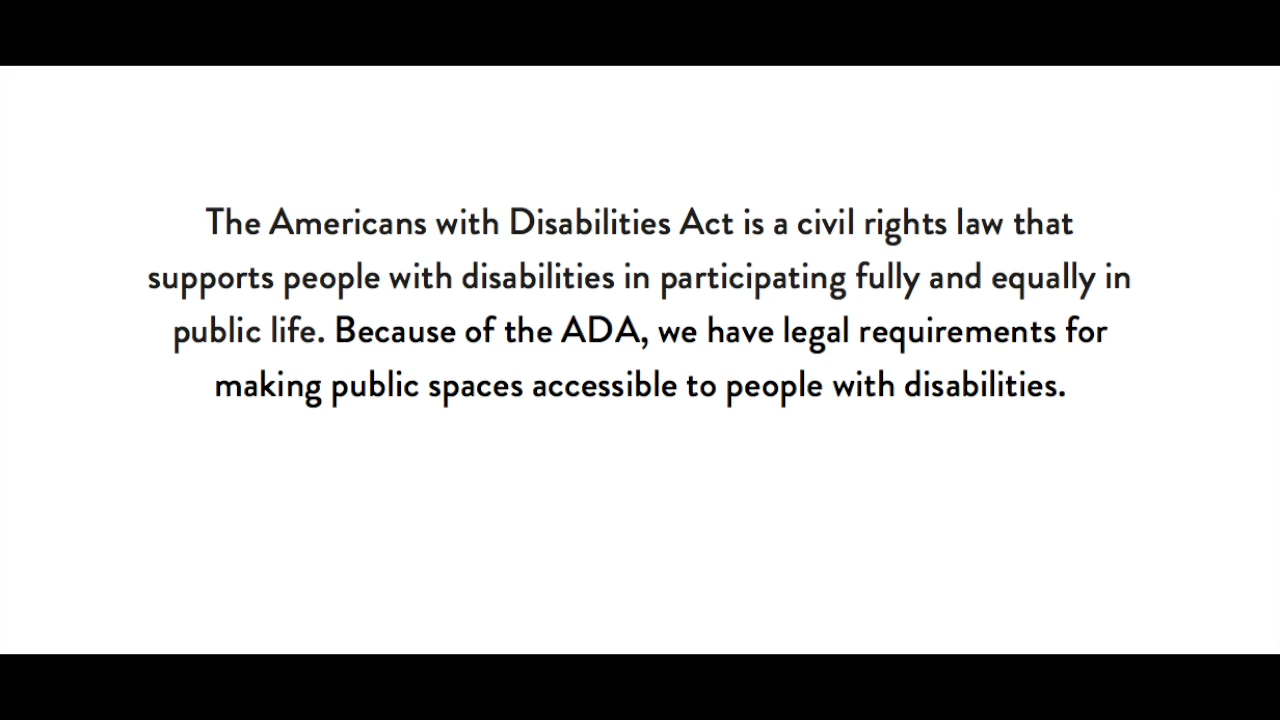 The Americans with Disabilities Act is a civil rights law that
supports people with disabilities in participating fully and equally in
public life. Because of the ADA, we have legal requirements for
making public spaces accessible to people with disabilities.